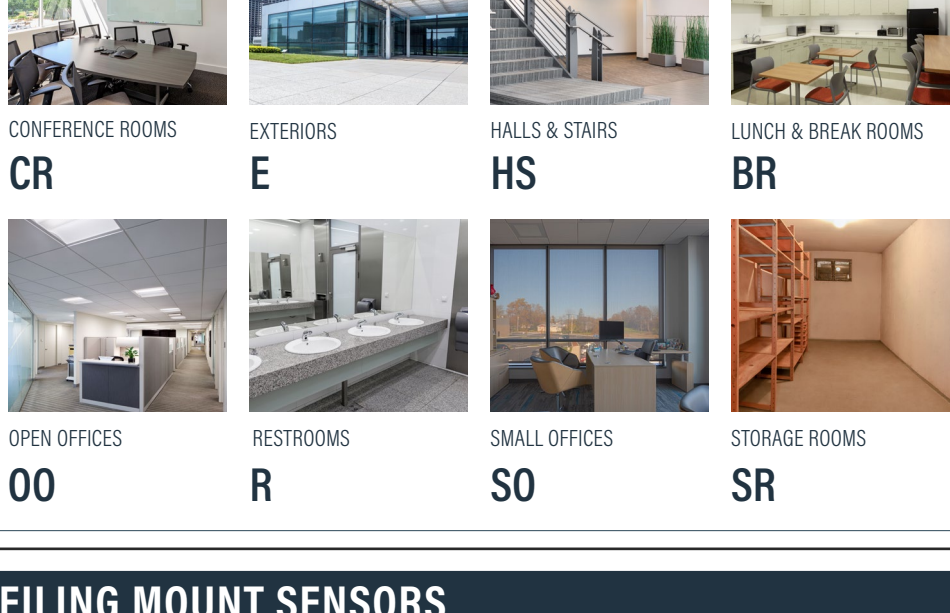 CONFERENCE ROOMS
CR
EXTERIORS
E
HALLS & STAIRS
HS
LUNCH & BREAK ROOMS
BR
OPEN OFFICES
OO
RESTROOMS
R
SMALL OFFICES
SO
STORAGE ROOMS
SR
EILING MOUNT SENSORS